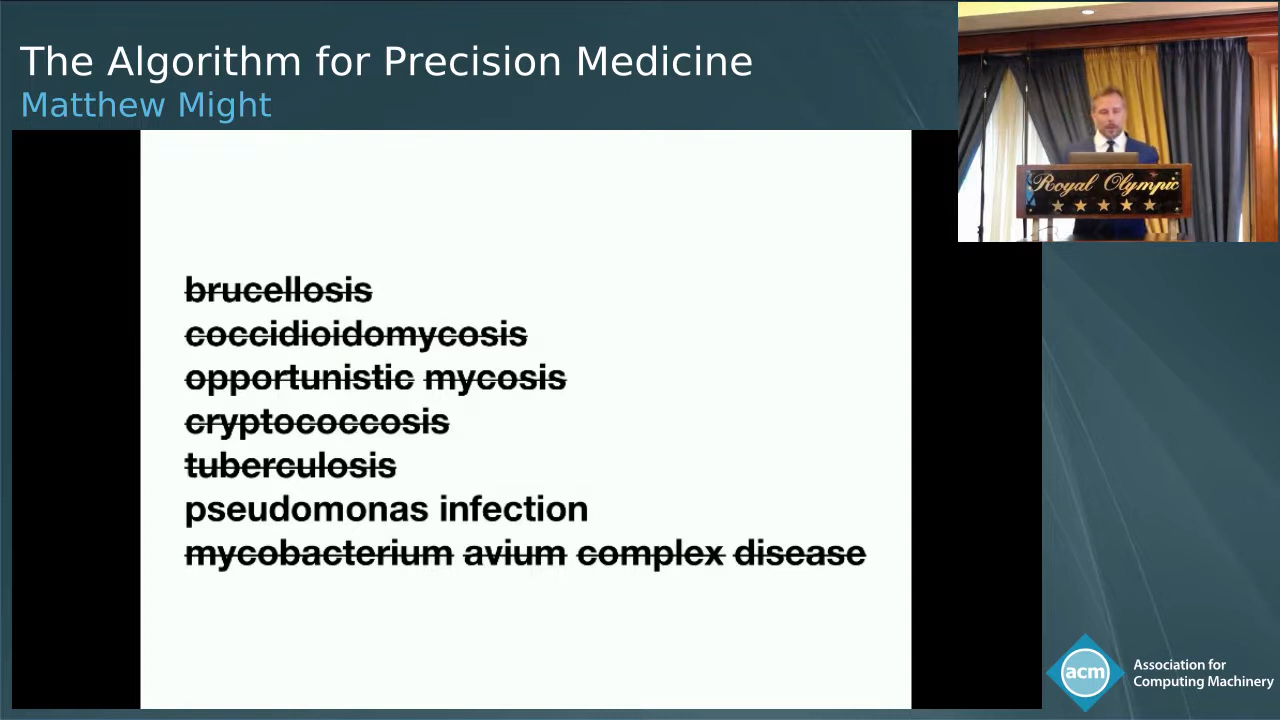 The Algorithm for Precision Medicine
Matthew Might
Royal Olympic
brucellosis
coccidioidomycosis
opportunistic mycosis
cryptococcosis
tuberculosis
pseudomonas infection
mycobacterium avium complex disease
acm
Association for
Computing Machinery